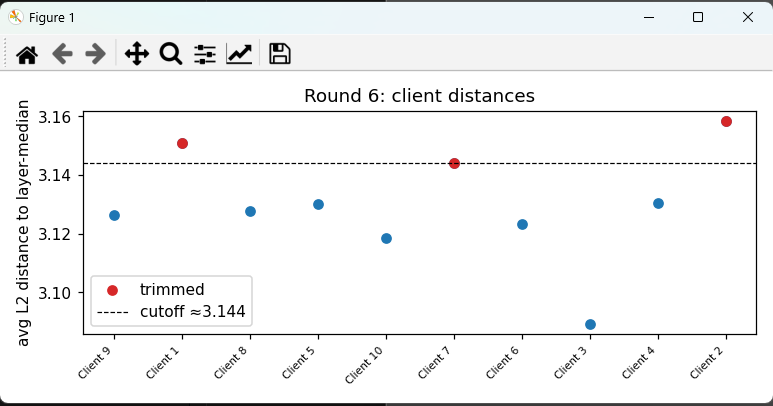 Figure 1
Round 6: client distances
avg L2 distance to layer-median
3.16
3.14
3.12
3.10
trimmed
cutoff ≈3.144
Client 9
Client 1
Client 8
Client 5
Client 10
Client 7
Client 6
Client 3
Client 4
Client 2